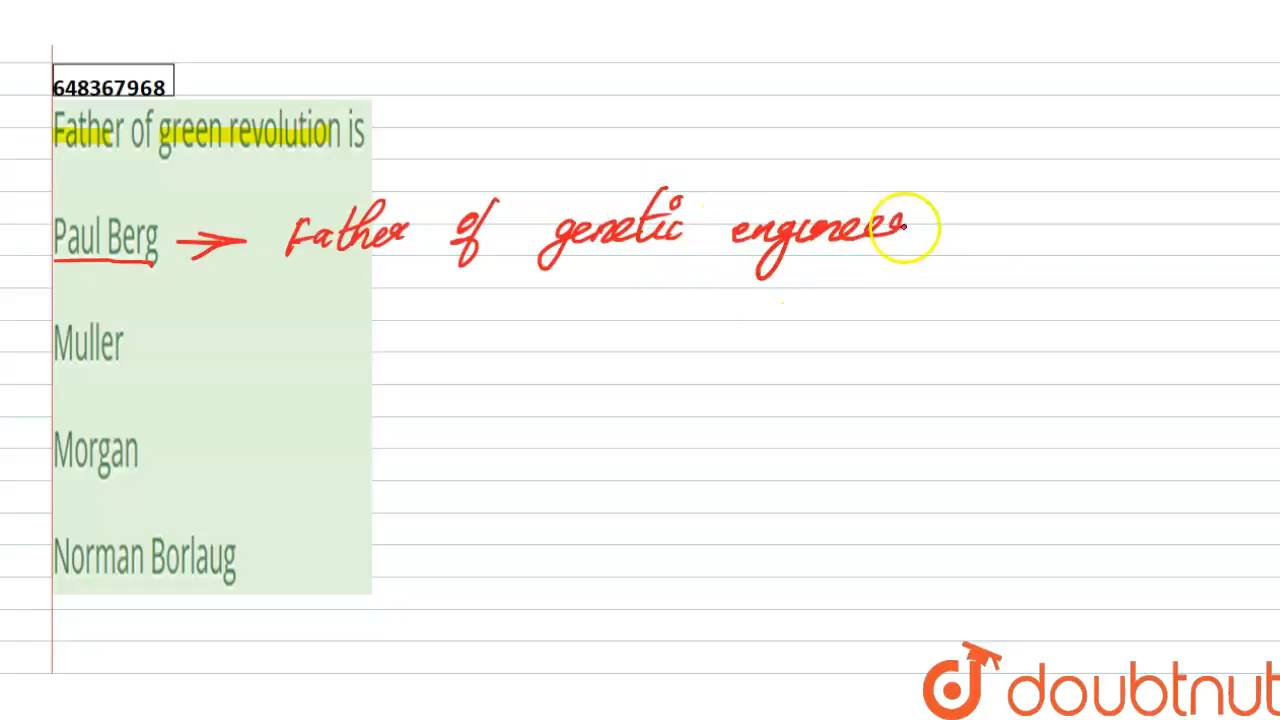 648367968
Father of green revolution is
Paul Berg → Father of genetic engineer
Muller
Morgan
Norman Borlaug
doubtnut